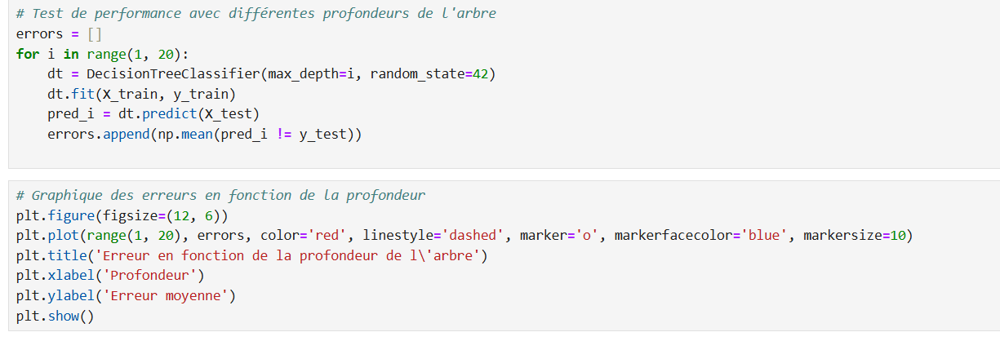 # Test de performance avec différentes profondeurs de l'arbre
errors = []
for i in range(1, 20):
    dt = DecisionTreeClassifier(max_depth=i, random_state=42)
    dt.fit(X_train, y_train)
    pred_i = dt.predict(X_test)
    errors.append(np.mean(pred_i != y_test))
# Graphique des erreurs en fonction de la profondeur
plt.figure(figsize=(12, 6))
plt.plot(range(1, 20), errors, color='red', linestyle='dashed', marker='o', markerfacecolor='blue', markersize=10)
plt.title('Erreur en fonction de la profondeur de l\'arbre')
plt.xlabel('Profondeur')
plt.ylabel('Erreur moyenne')
plt.show()